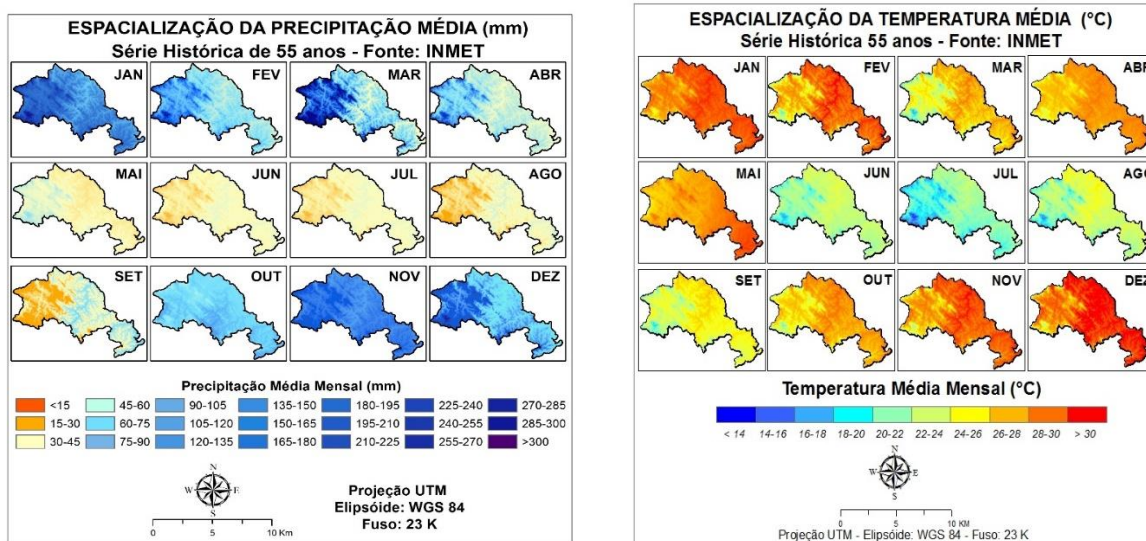 ESPACIALIZAÇÃO DA PRECIPITAÇÃO MÉDIA (mm)
Série Histórica de 55 anos - Fonte: INMET
JAN FEV MAR ABR
MAI JUN JUL AGO
SET OUT NOV DEZ
Precipitação Média Mensal (mm)
<15 45-60 90-105 135-150 180-195 225-240 270-285
15-30 60-75 105-120 150-165 195-210 240-255 285-300
30-45 75-90 120-135 165-180 210-225 255-270 >300
N
W E
S
0 5 10 Km
Projeção UTM
Elipsóide: WGS 84
Fuso: 23 K
ESPACIALIZAÇÃO DA TEMPERATURA MÉDIA (°C)
Série Histórica 55 anos - Fonte: INMET
JAN FEV MAR ABR
MAI JUN JUL AGO
SET OUT NOV DEZ
Temperatura Média Mensal (°C)
< 14 14-16 16-18 18-20 20-22 22-24 24-26 26-28 28-30 > 30
N
W E
S
0 5 10 KM
Projeção UTM - Elipsóide: WGS 84 - Fuso: 23 K